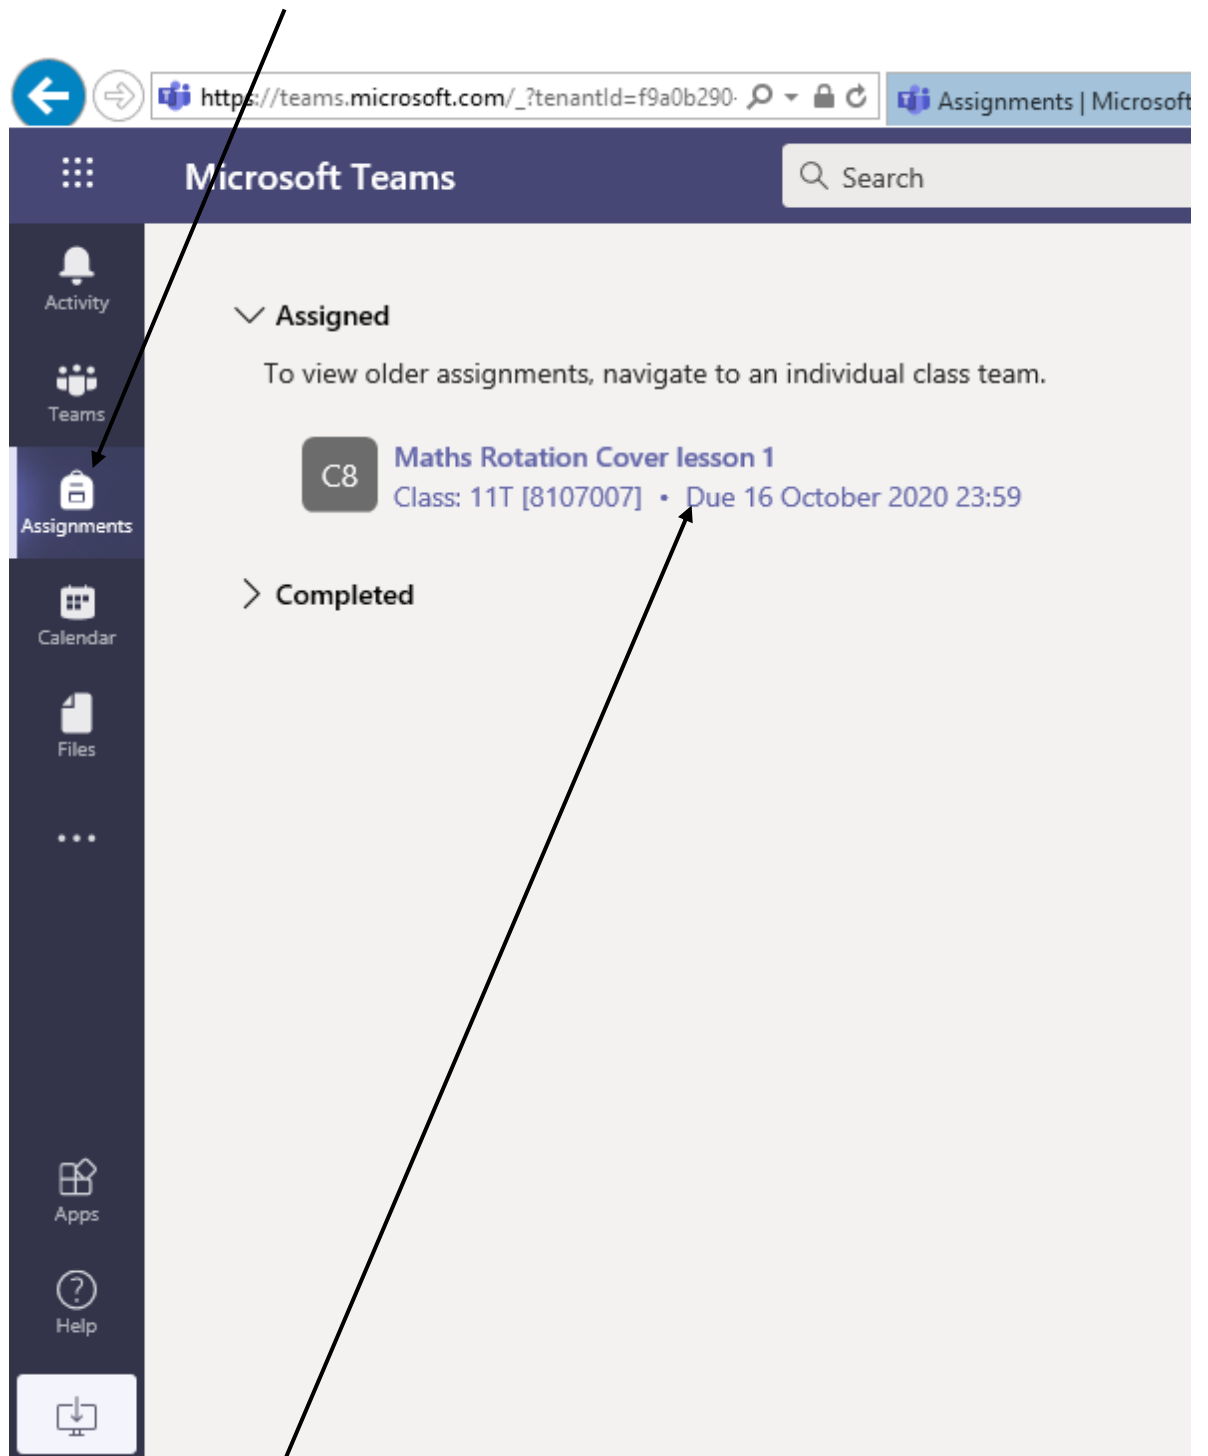 https://teams.microsoft.com/_?tenantId=f9a0b290-
Assignments | Microsoft
Microsoft Teams
Search
Activity
Teams
Assignments
Calendar
Files
Apps
Help
Assigned
To view older assignments, navigate to an individual class team.
C8
Maths Rotation Cover lesson 1
Class: 11T [8107007] • Due 16 October 2020 23:59
Completed